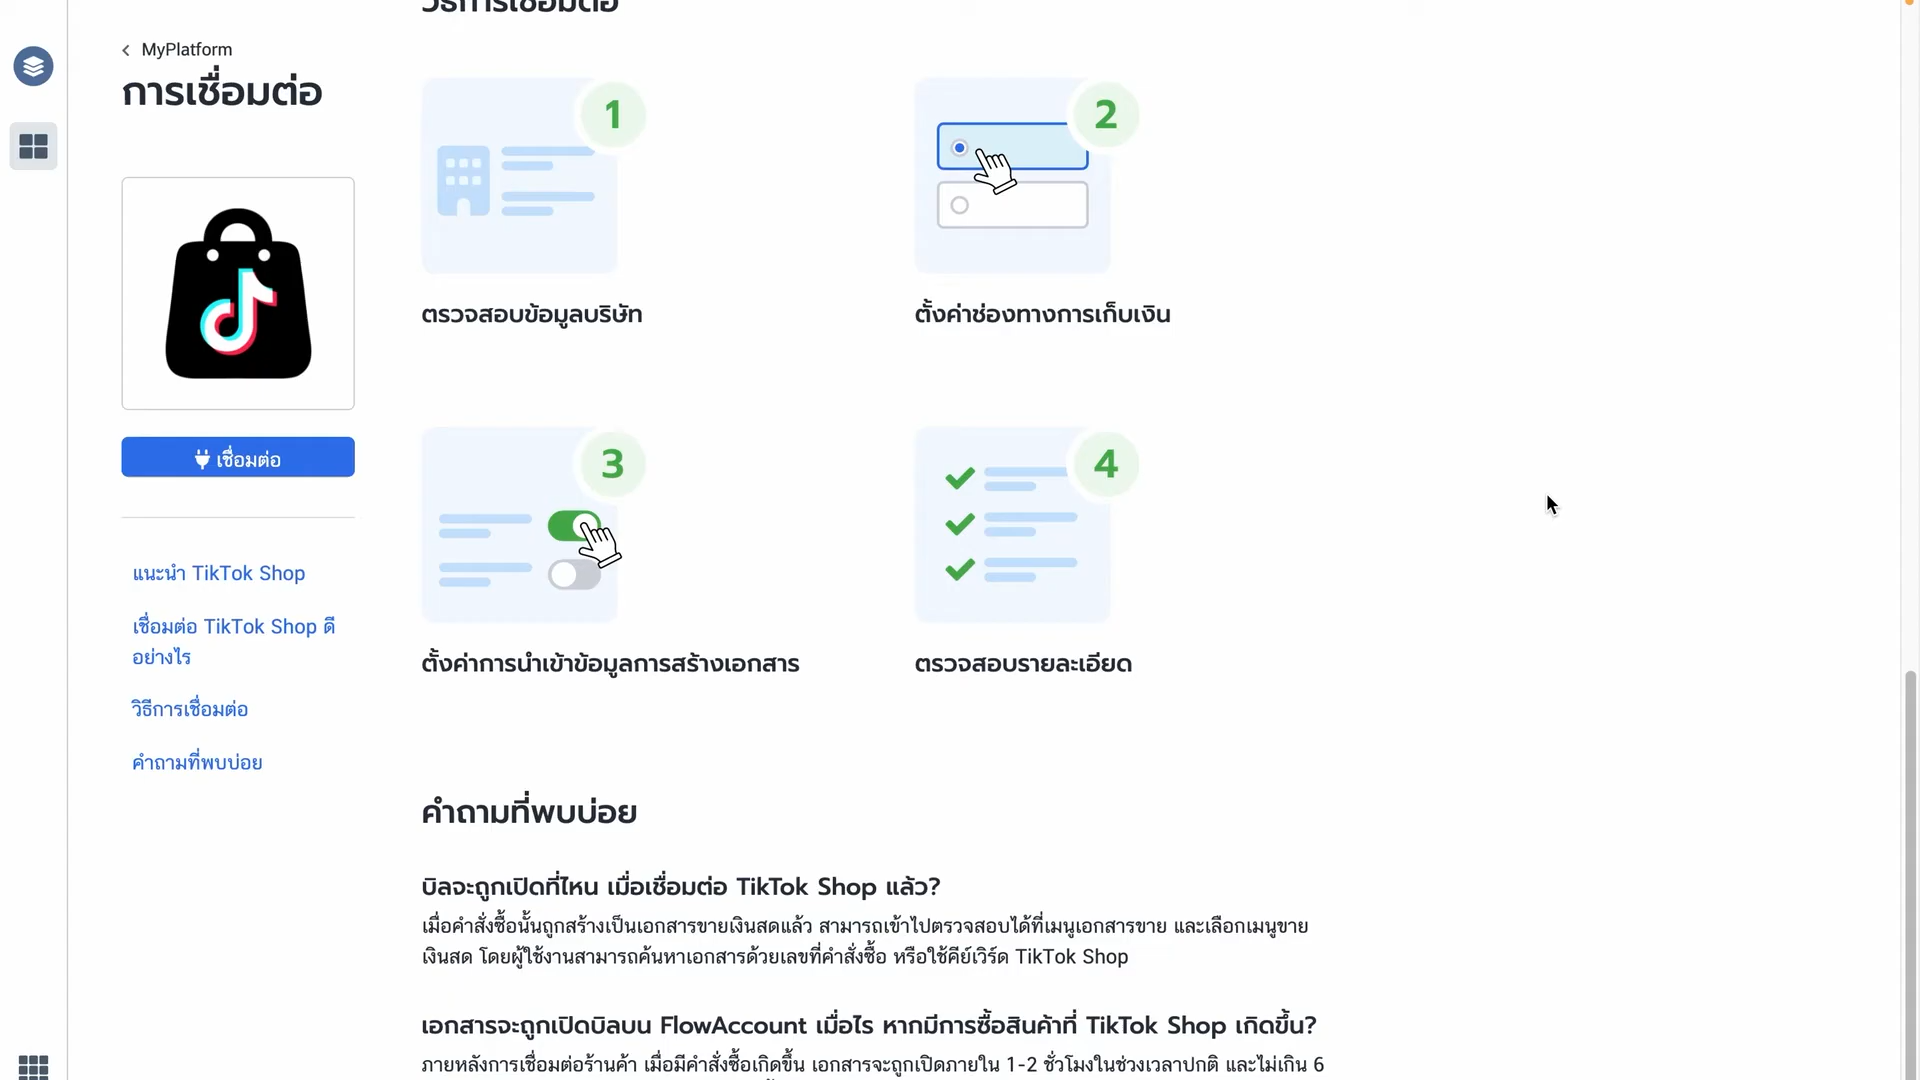 วิธีการเชื่อมต่อ
MyPlatform
การเชื่อมต่อ
เชื่อมต่อ
แนะนำ TikTok Shop
เชื่อมต่อ TikTok Shop ดี
อย่างไร
วิธีการเชื่อมต่อ
คำถามที่พบบ่อย
1
ตรวจสอบข้อมูลบริษัท
2
ตั้งค่าช่องทางการเก็บเงิน
3
ตั้งค่าการนำเข้าข้อมูลการสร้างเอกสาร
4
ตรวจสอบรายละเอียด
คำถามที่พบบ่อย
บิลจะถูกเปิดที่ไหน เมื่อเชื่อมต่อ TikTok Shop แล้ว?
เมื่อคำสั่งซื้อนั้นถูกสร้างเป็นเอกสารขายเงินสดแล้ว สามารถเข้าไปตรวจสอบได้ที่เมนูเอกสารขาย และเลือกเมนูขาย
เงินสด โดยผู้ใช้งานสามารถค้นหาเอกสารด้วยเลขที่คำสั่งซื้อ หรือใช้คีย์เวิร์ด TikTok Shop
เอกสารจะถูกเปิดบิลบน FlowAccount เมื่อไร หากมีการซื้อสินค้าที่ TikTok Shop เกิดขึ้น?
ภายหลังการเชื่อมต่อร้านค้า เมื่อมีคำสั่งซื้อเกิดขึ้น เอกสารจะถูกเปิดภายใน 1-2 ชั่วโมงในช่วงเวลาปกติ และไม่เกิน 6